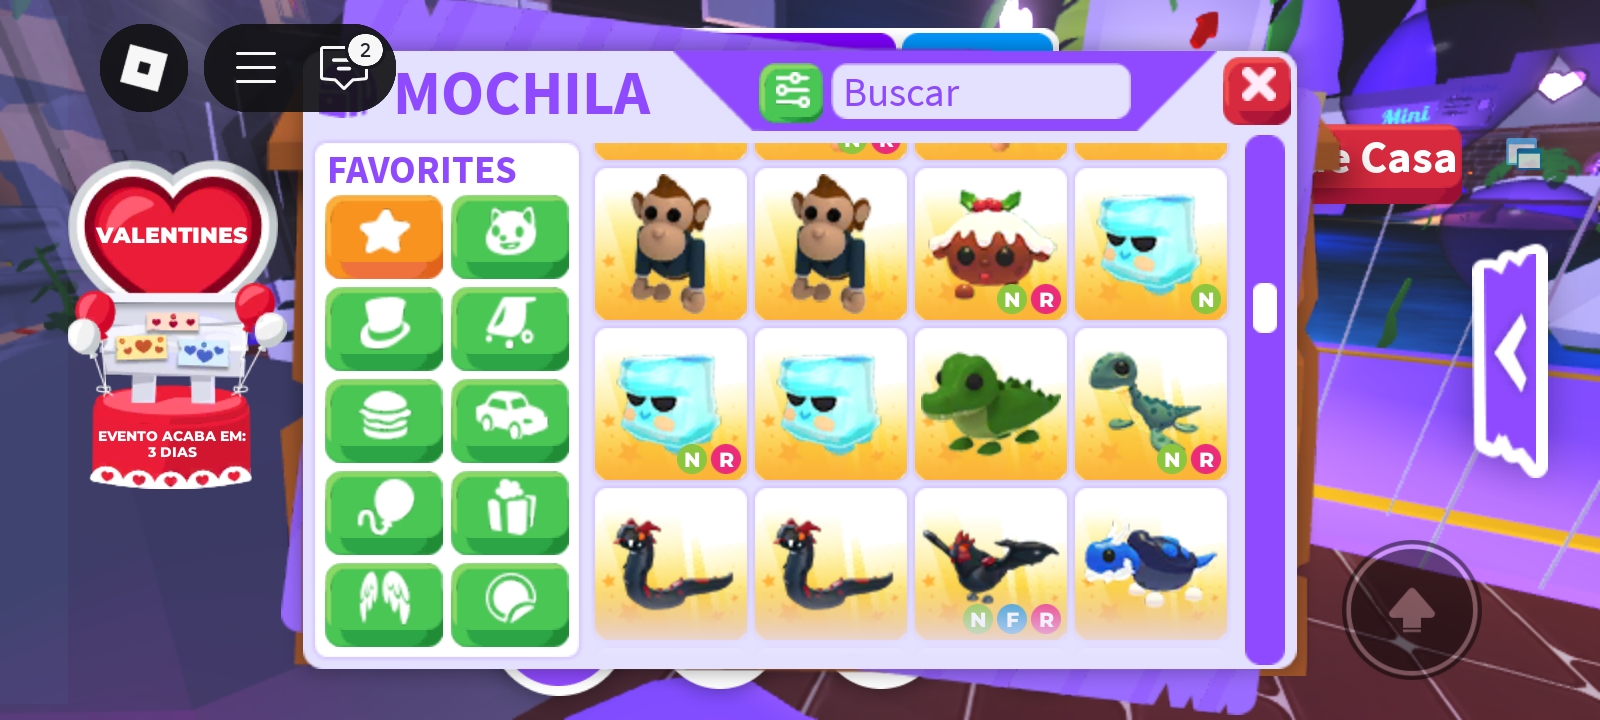 2
MOCHILA
Buscar
Mini
e Casa
FAVORITES
VALENTINES
EVENTO ACABA EM:
3 DIAS
N R
N R
N
N R
N R
N F R